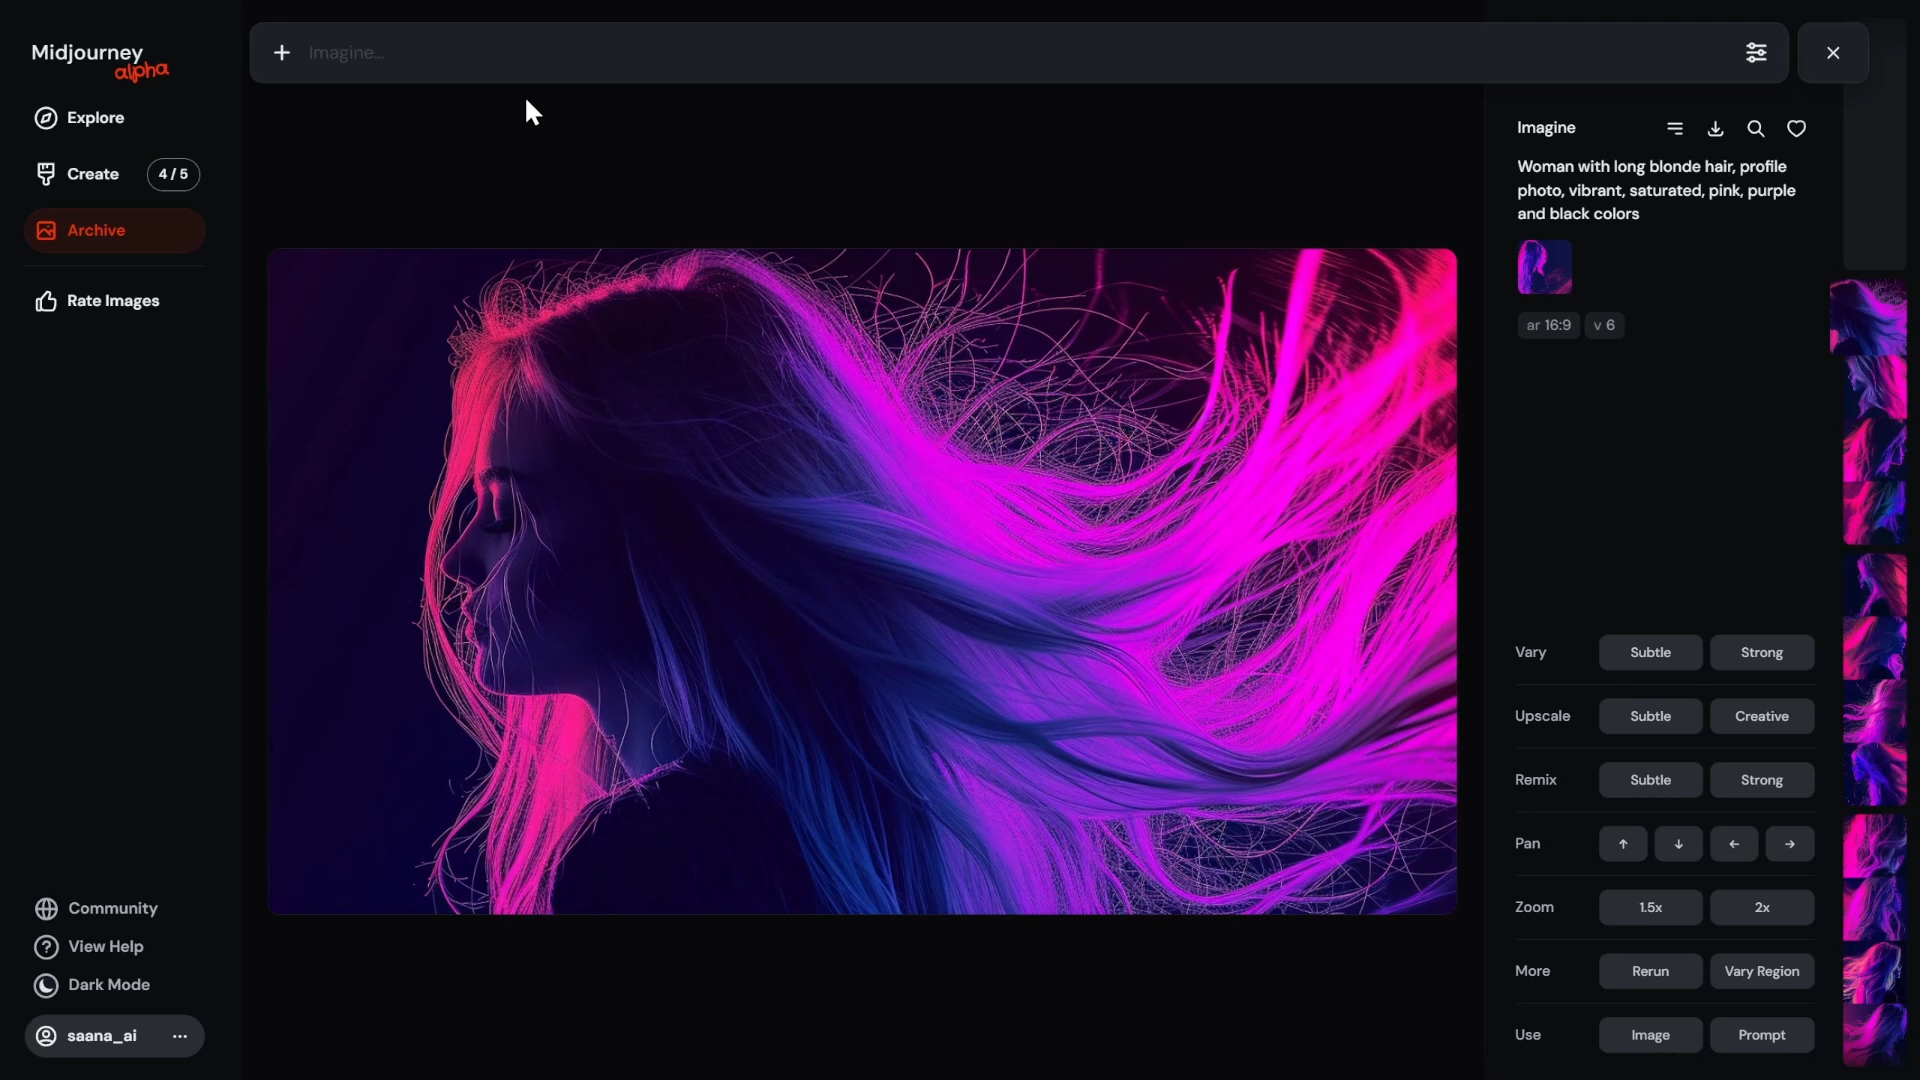 Midjourney
alpha
Explore
Create 4 / 5
Archive
Rate Images
Community
View Help
Dark Mode
saana_ai ...
Imagine...
Imagine
Woman with long blonde hair, profile
photo, vibrant, saturated, pink, purple
and black colors
ar 16:9 v 6
Vary Subtle Strong
Upscale Subtle Creative
Remix Subtle Strong
Pan ↑ ↓ ← →
Zoom 1.5x 2x
More Rerun Vary Region
Use Image Prompt